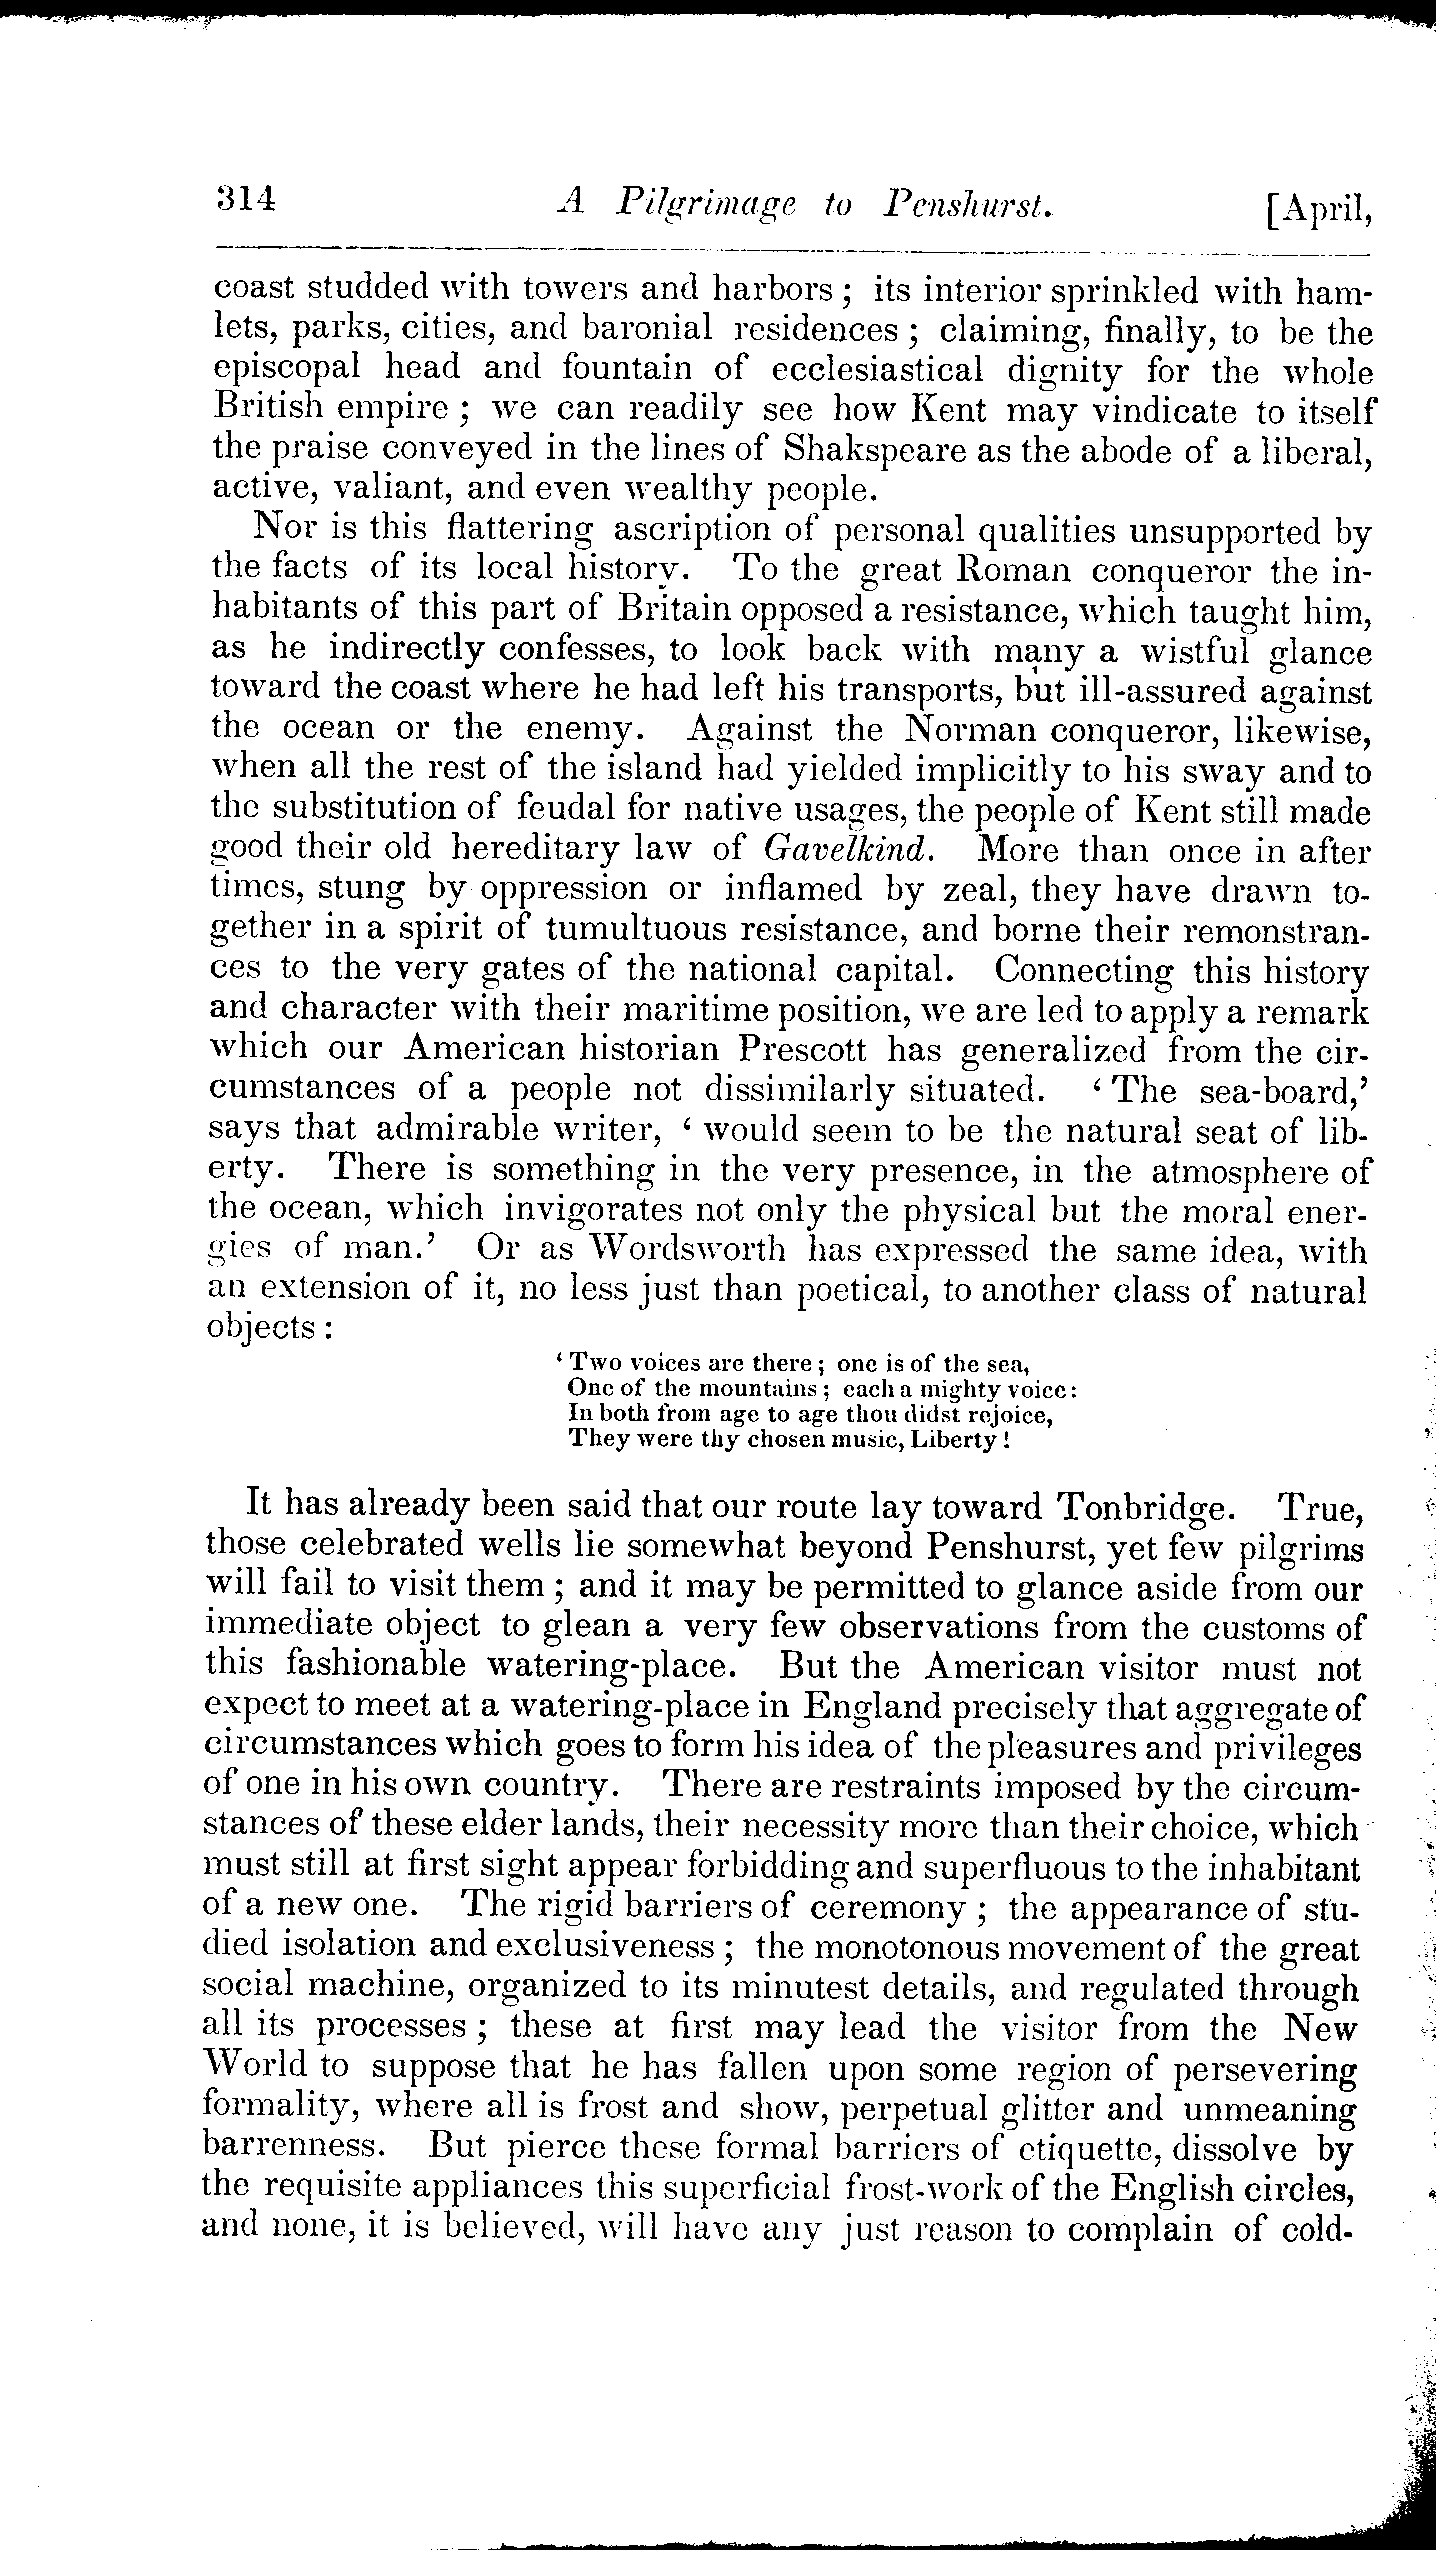 314 A Pilgrimage to Penshurst. [April,
coast studded with towers and harbors ; its interior sprinkled with ham-
lets, parks, cities, and baronial residences ; claiming, finally, to be the
episcopal head and fountain of ecclesiastical dignity for the whole
British empire ; we can readily see how Kent may vindicate to itself
the praise conveyed in the lines of Shakspeare as the abode of a liberal,
active, valiant, and even wealthy people.
Nor is this flattering ascription of personal qualities unsupported by
the facts of its local history. To the great Roman conqueror the in-
habitants of this part of Britain opposed a resistance, which taught him,
as he indirectly confesses, to look back with many a wistful glance
toward the coast where he had left his transports, but ill-assured against
the ocean or the enemy. Against the Norman conqueror, likewise,
when all the rest of the island had yielded implicitly to his sway and to
the substitution of feudal for native usages, the people of Kent still made
good their old hereditary law of Gavelkind. More than once in after
times, stung by oppression or inflamed by zeal, they have drawn to-
gether in a spirit of tumultuous resistance, and borne their remonstran-
ces to the very gates of the national capital. Connecting this history
and character with their maritime position, we are led to apply a remark
which our American historian Prescott has generalized from the cir-
cumstances of a people not dissimilarly situated. ‘ The sea-board,’
says that admirable writer, ‘ would seem to be the natural seat of lib-
erty. There is something in the very presence, in the atmosphere of
the ocean, which invigorates not only the physical but the moral ener-
gies of man.’ Or as Wordsworth has expressed the same idea, with
an extension of it, no less just than poetical, to another class of natural
objects :
‘ Two voices are there ; one is of the sea,
One of the mountains ; each a mighty voice :
In both from age to age thou didst rejoice,
They were thy chosen music, Liberty !
It has already been said that our route lay toward Tonbridge. True,
those celebrated wells lie somewhat beyond Penshurst, yet few pilgrims
will fail to visit them ; and it may be permitted to glance aside from our
immediate object to glean a very few observations from the customs of
this fashionable watering-place. But the American visitor must not
expect to meet at a watering-place in England precisely that aggregate of
circumstances which goes to form his idea of the pleasures and privileges
of one in his own country. There are restraints imposed by the circum-
stances of these elder lands, their necessity more than their choice, which
must still at first sight appear forbidding and superfluous to the inhabitant
of a new one. The rigid barriers of ceremony ; the appearance of stu-
died isolation and exclusiveness ; the monotonous movement of the great
social machine, organized to its minutest details, and regulated through
all its processes ; these at first may lead the visitor from the New
World to suppose that he has fallen upon some region of persevering
formality, where all is frost and show, perpetual glitter and unmeaning
barrenness. But pierce these formal barriers of etiquette, dissolve by
the requisite appliances this superficial frost-work of the English circles,
and none, it is believed, will have any just reason to complain of cold-